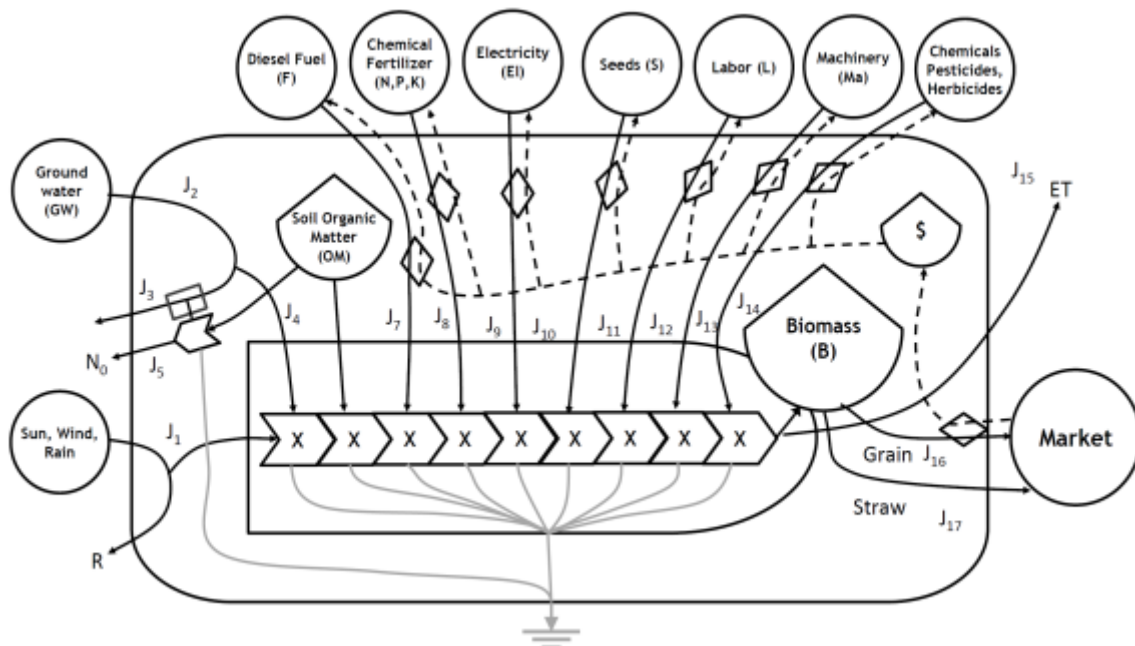 Diesel Fuel
(F)
Chemical
Fertilizer
(N,P,K)
Electricity
(El)
Seeds (S)
Labor (L)
Machinery
(Ma)
Chemicals
Pesticides,
Herbicides
Ground
water
(GW)
J2
Soil Organic
Matter
(OM)
$
J15
ET
J3
J4
J5
N0
J7
J8
J9
J10
J11
J12
J13
J14
Biomass
(B)
Sun, Wind,
Rain
J1
X X X X X X X X X
Market
Grain
J16
Straw
J17
R